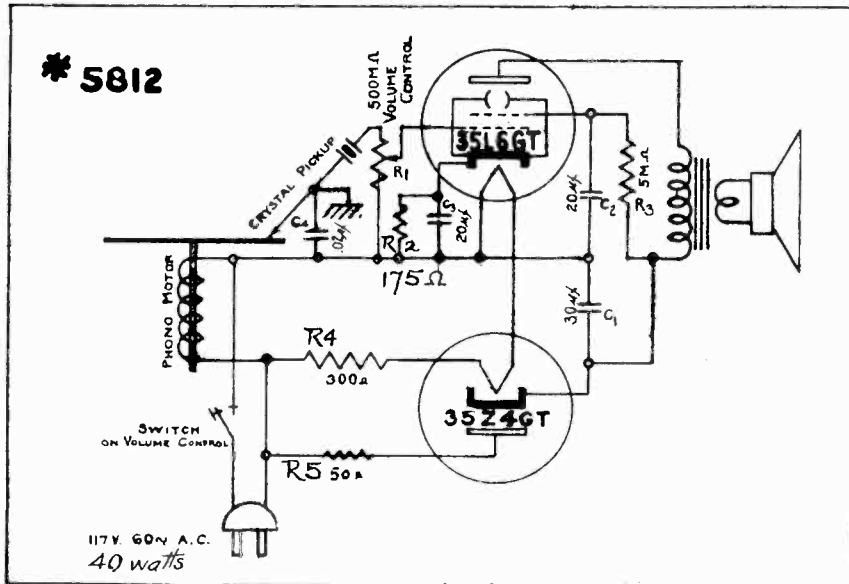 * 5812
500MΩ
VOLUME
CONTROL
CRYSTAL PICKUP
R1
35L6GT
C4
.02μf
R2
175Ω
C3
20μf
20μf
C2
5MΩ
R3
30μf
C1
PHONO MOTOR
R4
300Ω
35Z4GT
SWITCH
ON VOLUME CONTROL
R5 50Ω
117V. 60~ A.C.
40 watts